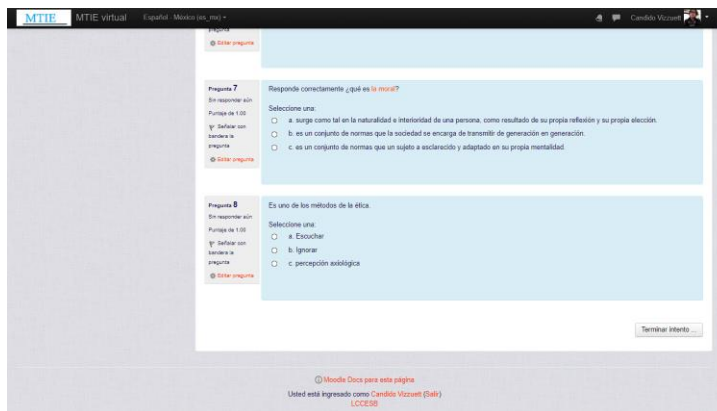 MTIE MTIE virtual Español - México (es_mx) Candido Vizzuett
pregunta
Editar pregunta
Pregunta 7
Sin responder aún
Puntaje de 1.00
Señalar con
bandera la
pregunta
Editar pregunta
Responde correctamente ¿qué es la moral?
Seleccione una:
a. surge como tal en la naturalidad e interioridad de una persona, como resultado de su propia reflexión y su propia elección.
b. es un conjunto de normas que la sociedad se encarga de transmitir de generación en generación.
c. es un conjunto de normas que un sujeto a esclarecido y adaptado en su propia mentalidad
Pregunta 8
Sin responder aún
Puntaje de 1.00
Señalar con
bandera la
pregunta
Editar pregunta
Es uno de los métodos de la ética.
Seleccione una:
a. Escuchar
b. Ignorar
c. percepción axiológica
Terminar intento ...
Moodle Docs para esta página
Usted está ingresado como Candido Vizzuett (Salir)
LCCESB